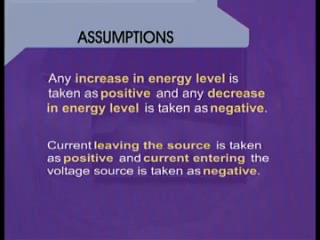 ASSUMPTIONS
Any increase in energy level is
taken as positive and any decrease
in energy level is taken as negative.
Current leaving the source is taken
as positive and current entering the
voltage source is taken as negative.